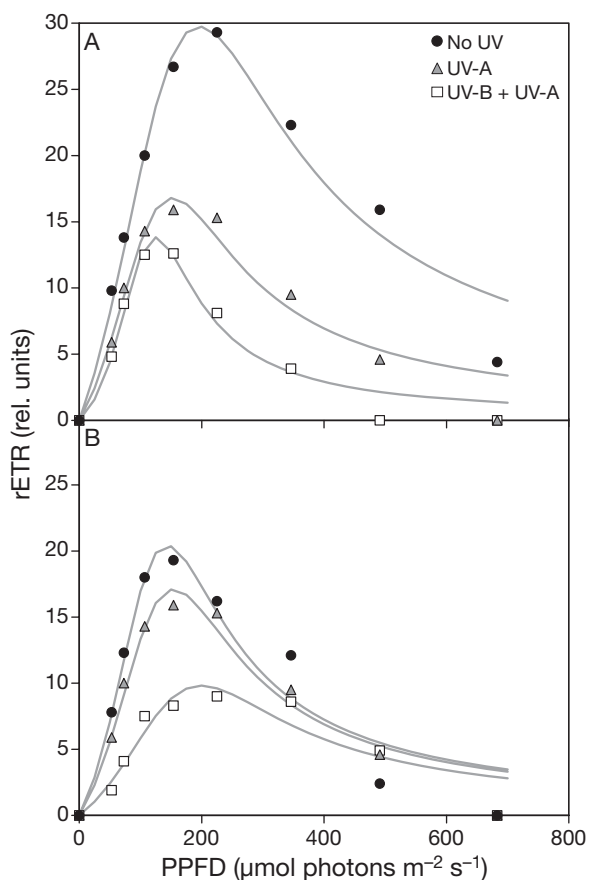 30
A
No UV
UV-A
UV-B + UV-A
25
20
15
10
5
0
rETR (rel. units)
B
25
20
15
10
5
0
0 200 400 600 800
PPFD (µmol photons m⁻² s⁻¹)